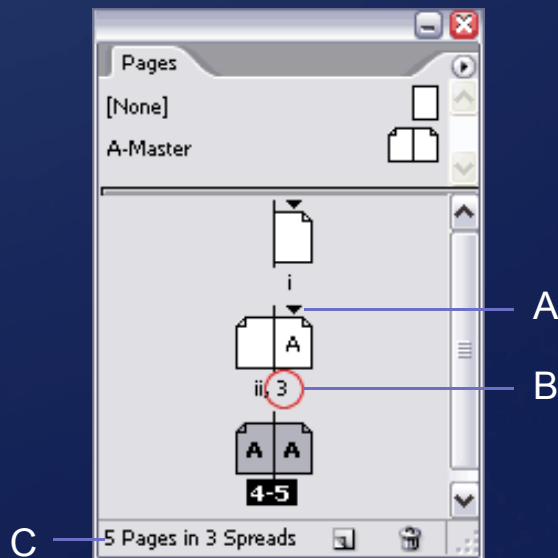 Pages
[None]
A-Master
i
A
A
ii, 3
B
A A
4-5
C
5 Pages in 3 Spreads